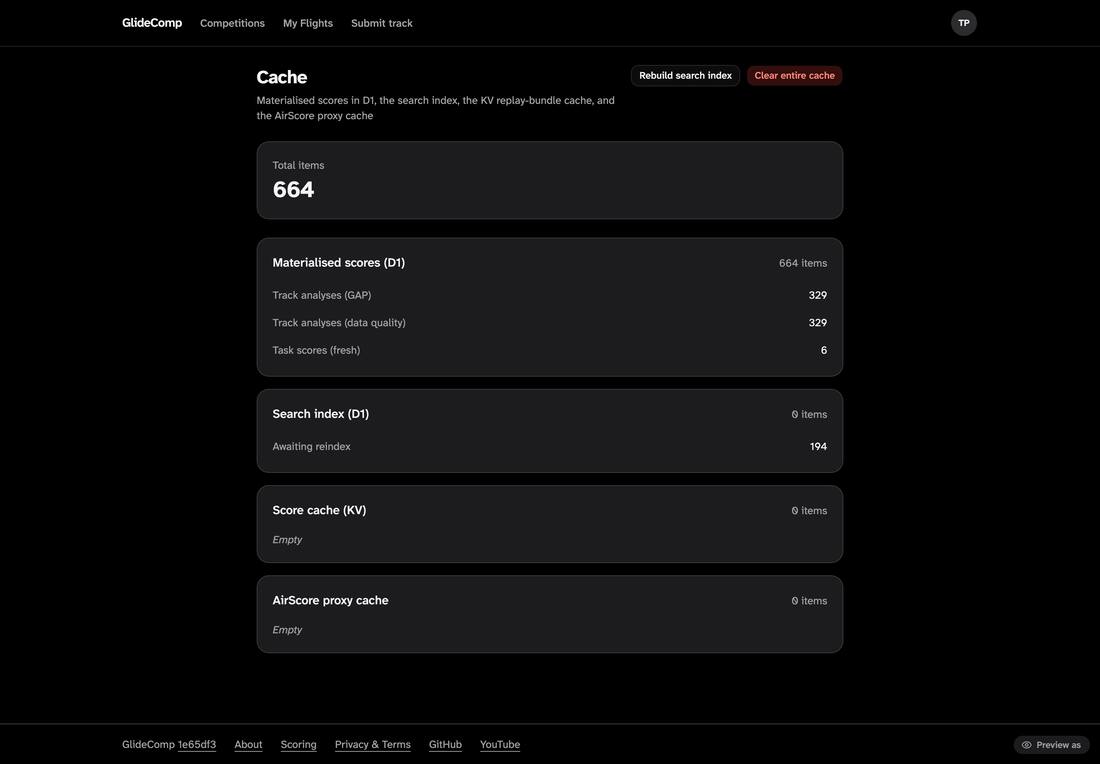 GlideComp Competitions My Flights Submit track TP
Cache Rebuild search index Clear entire cache
Materialised scores in D1, the search index, the KV replay-bundle cache, and
the AirScore proxy cache
Total items
664
Materialised scores (D1) 664 items
Track analyses (GAP) 329
Track analyses (data quality) 329
Task scores (fresh) 6
Search index (D1) 0 items
Awaiting reindex 194
Score cache (KV) 0 items
Empty
AirScore proxy cache 0 items
Empty
GlideComp 1e65df3 About Scoring Privacy & Terms GitHub YouTube Preview as